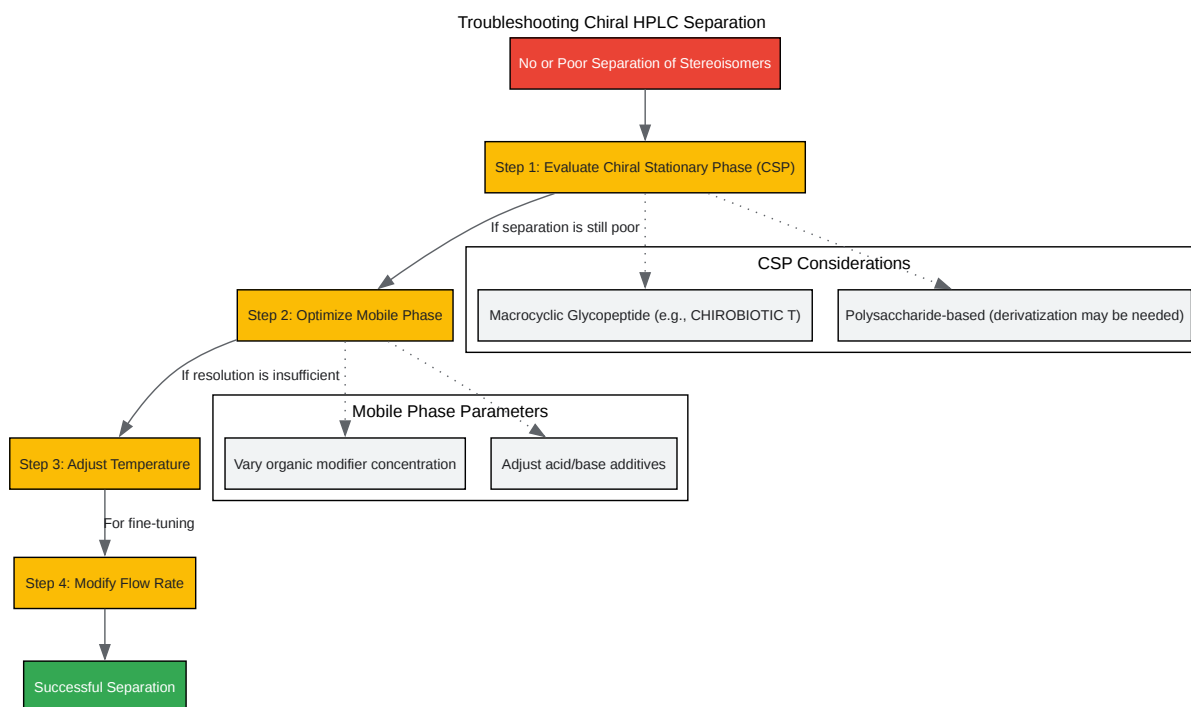 Troubleshooting Chiral HPLC Separation
No or Poor Separation of Stereoisomers
Step 1: Evaluate Chiral Stationary Phase (CSP)
If separation is still poor
CSP Considerations
Step 2: Optimize Mobile Phase
Macrocyclic Glycopeptide (e.g., CHIROBIOTIC T)
Polysaccharide-based (derivatization may be needed)
If resolution is insufficient
Mobile Phase Parameters
Step 3: Adjust Temperature
Vary organic modifier concentration
Adjust acid/base additives
For fine-tuning
Step 4: Modify Flow Rate
Successful Separation